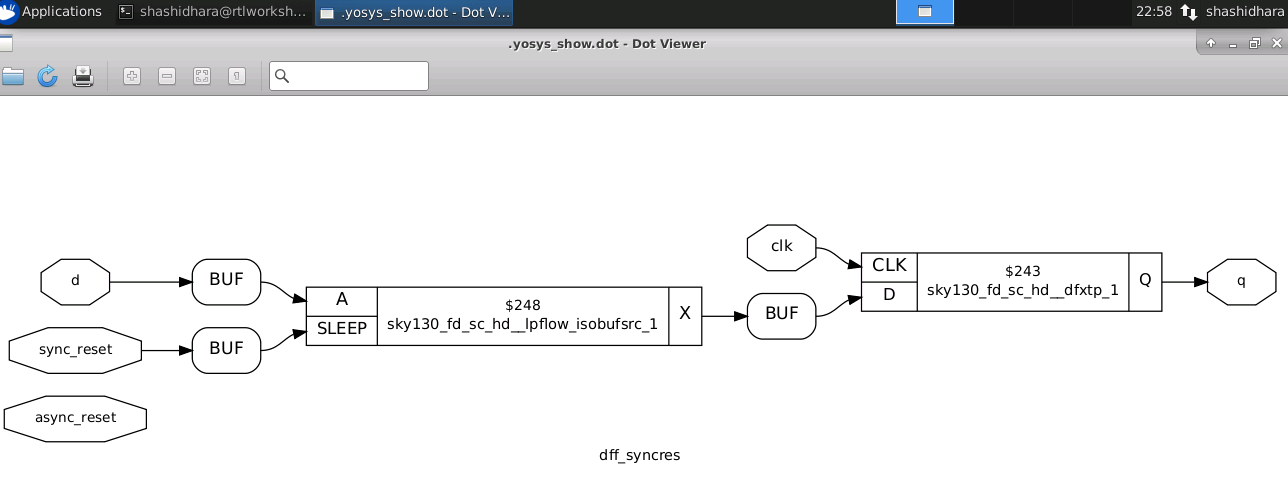 Applications
shashidhara@rtlworksh...
.yosys_show.dot - Dot V...
22:58
shashidhara
.yosys_show.dot - Dot Viewer
d
BUF
sync_reset
BUF
async_reset
A
SLEEP
$248
sky130_fd_sc_hd__lpflow_isobufsrc_1
X
clk
BUF
CLK
D
$243
sky130_fd_sc_hd__dfxtp_1
Q
q
dff_syncres